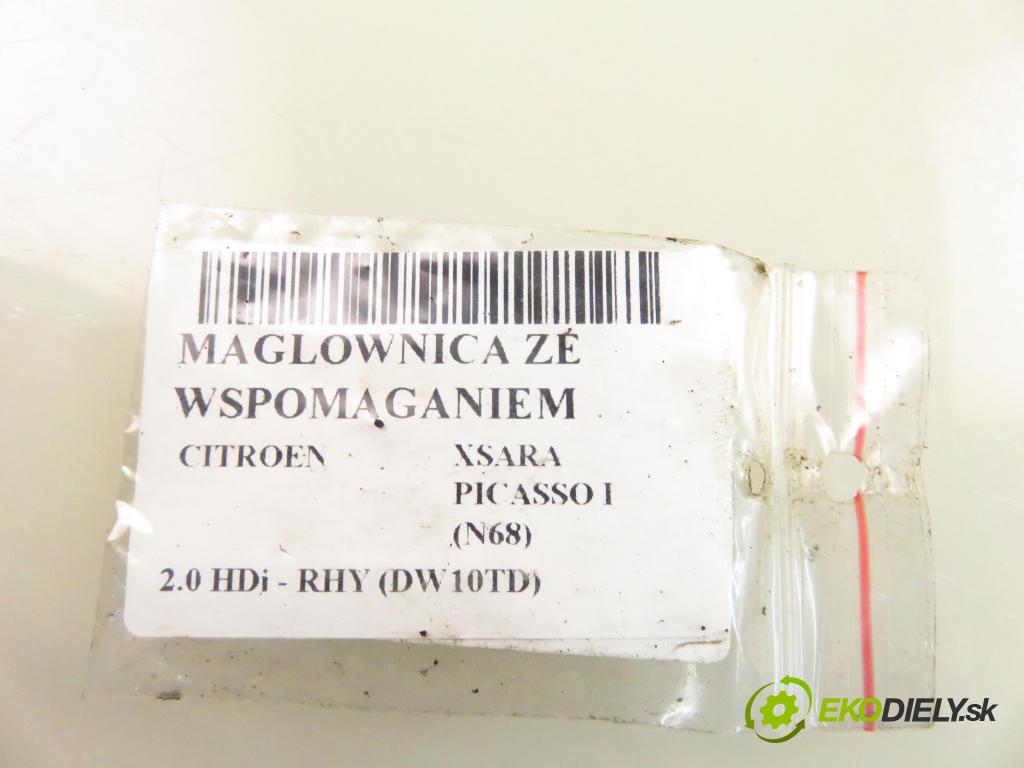 MAGLOWNICA ZE
WSPOMAGANIEM
CITROEN XSARA
PICASSO I
(N68)
2.0 HDi - RHY (DW10TD)
EKODIELY.sk